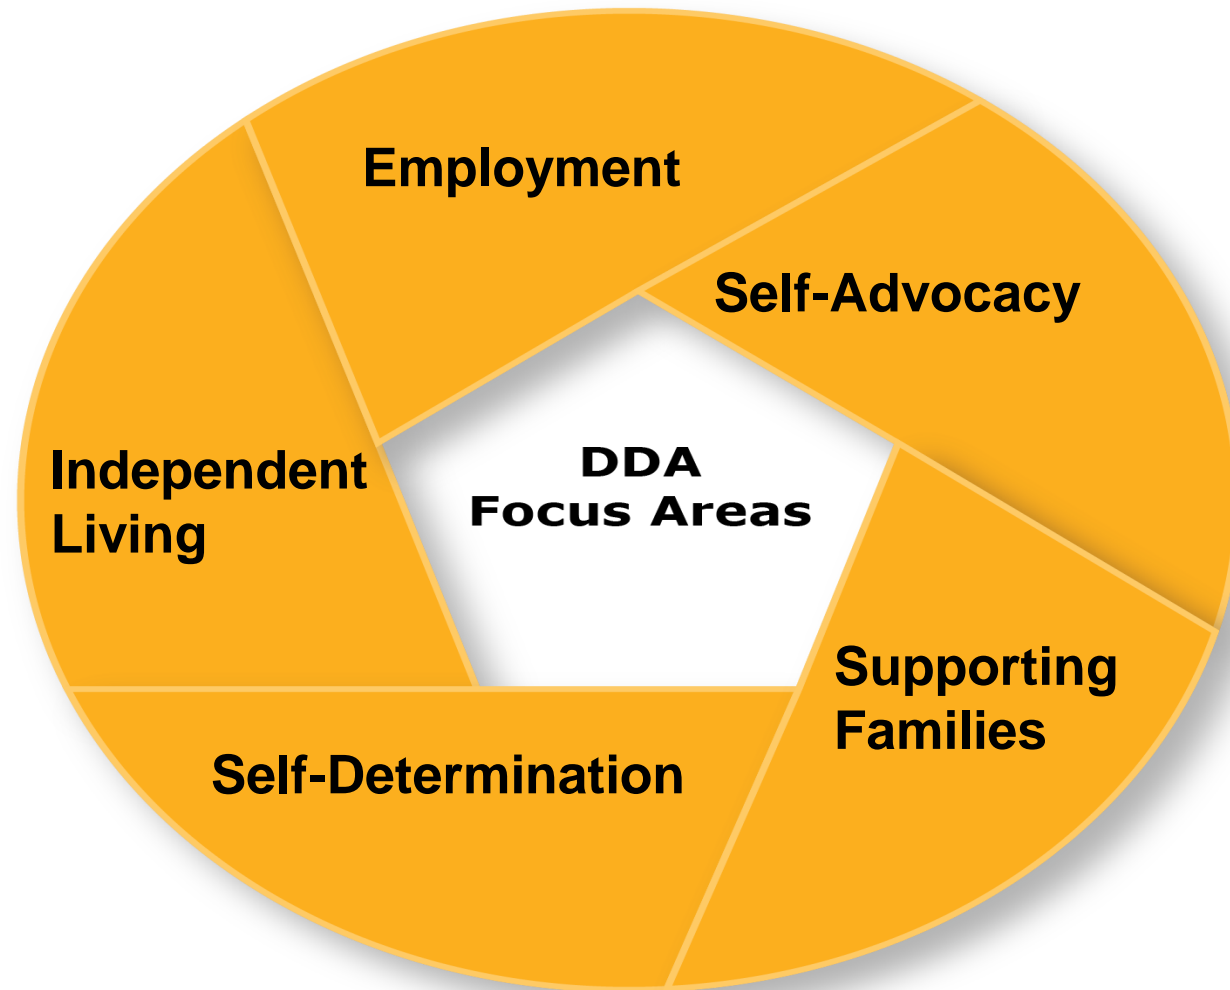 Employment
Self-Advocacy
Independent
Living
DDA
Focus Areas
Supporting
Families
Self-Determination